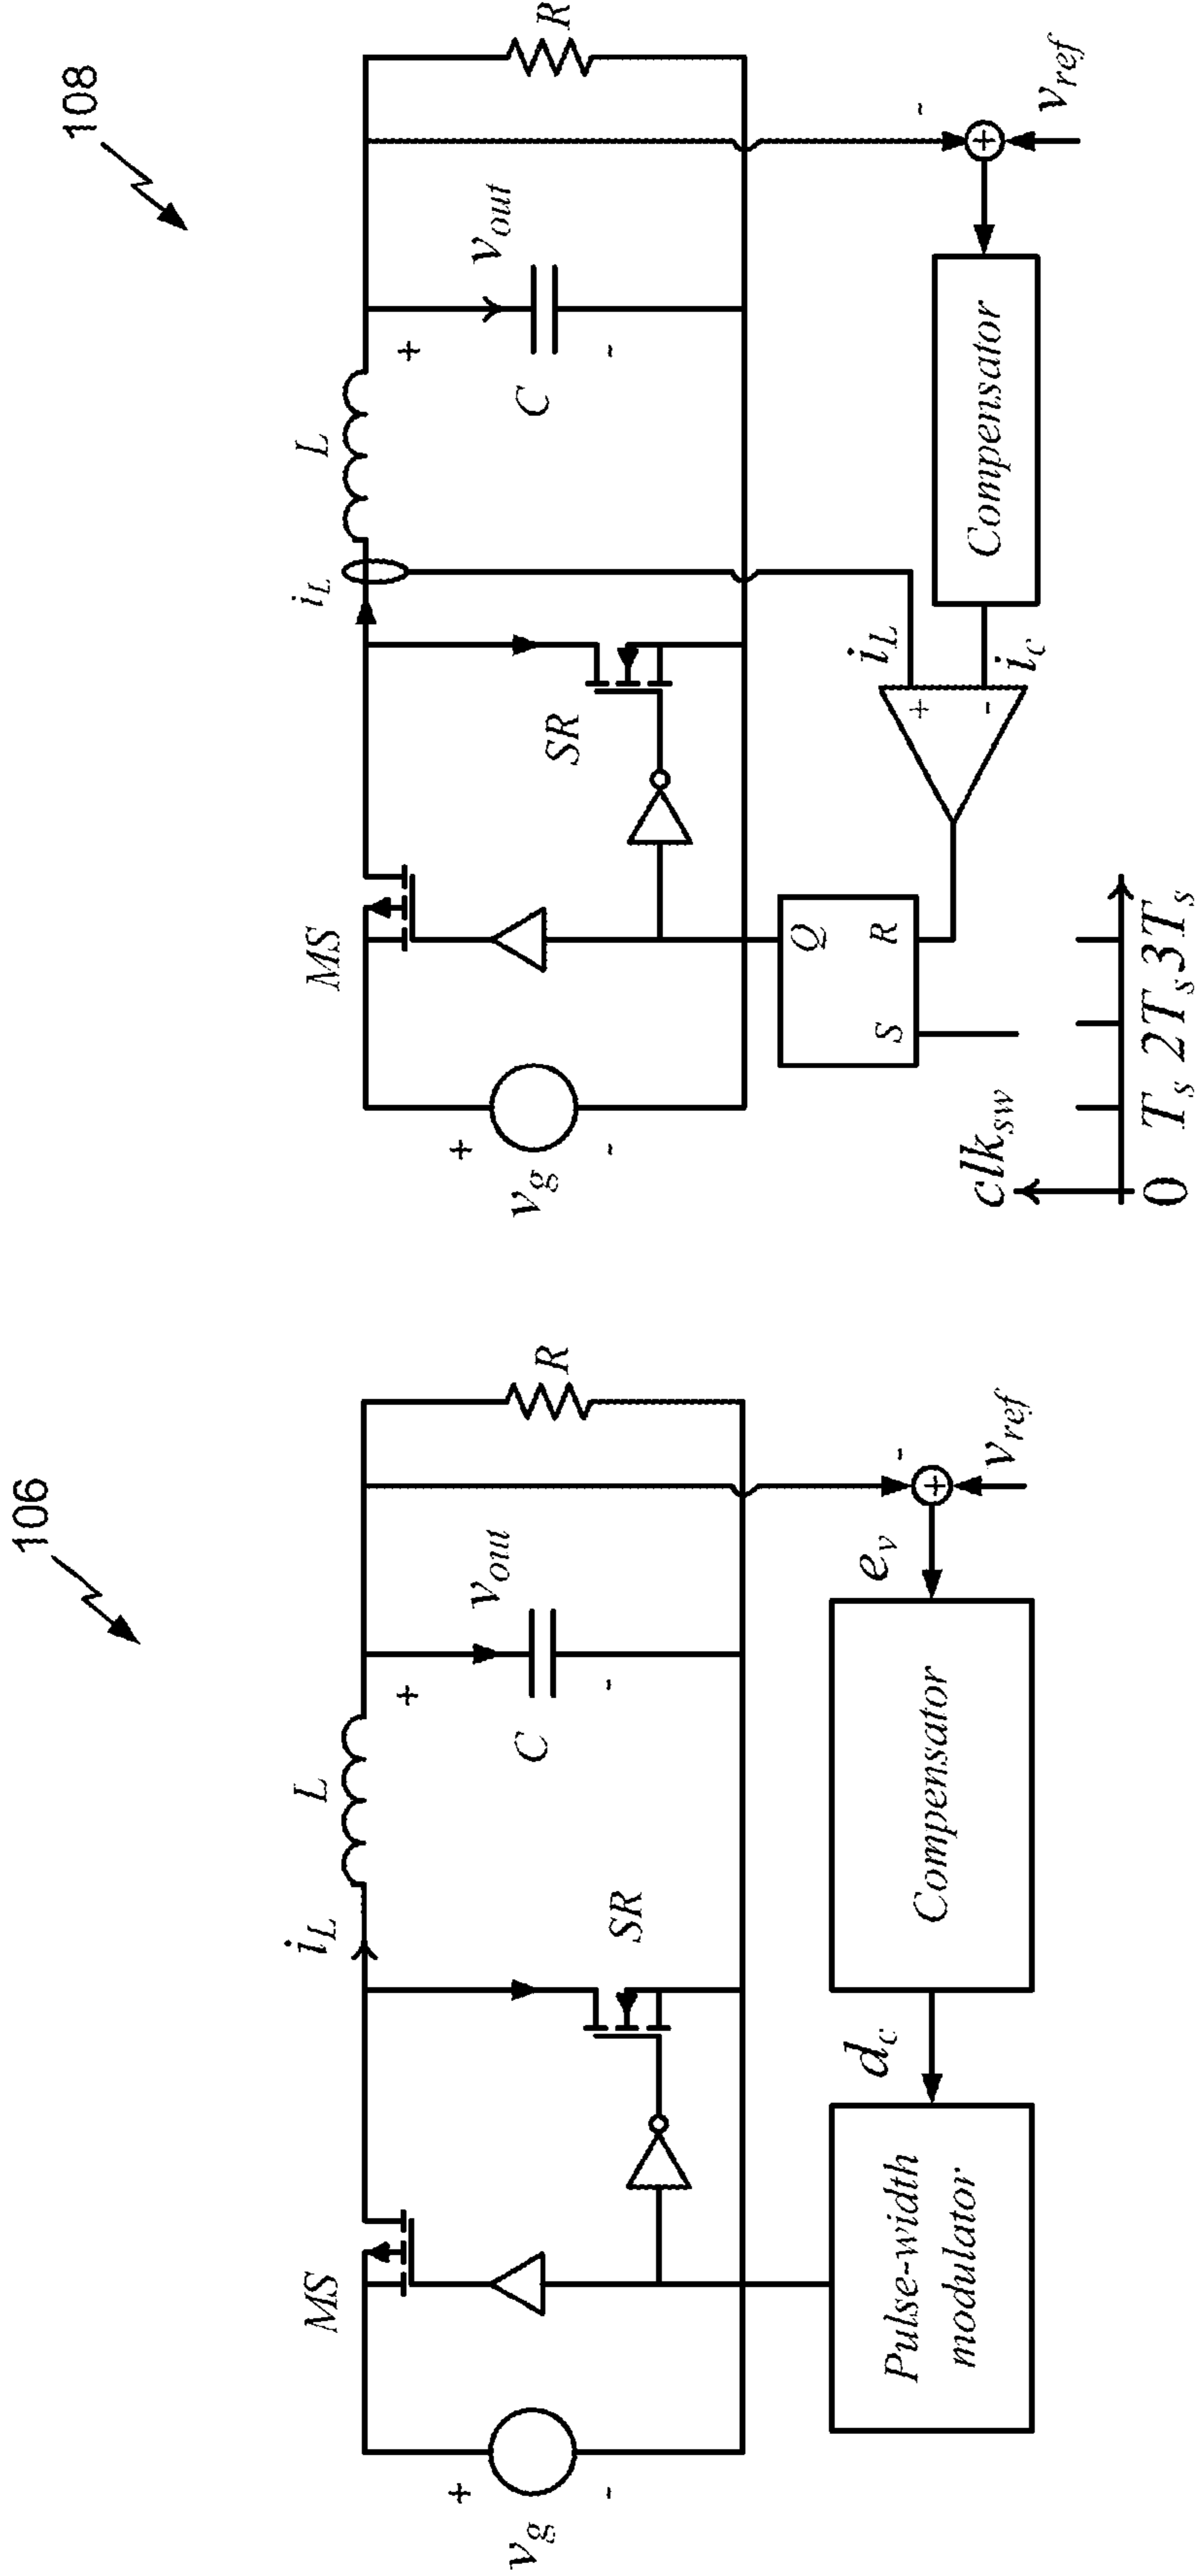 106
MS
i_L
L
+
v_g
-
SR
+
C
-
v_out
R
Pulse-width
modulator
d_c
Compensator
e_v
-
+
v_ref
108
MS
i_L
L
+
v_g
-
SR
+
C
-
v_out
R
Q
S
R
i_L
+
-
i_c
Compensator
-
+
v_ref
clk_sw
0 T_s 2T_s 3T_s